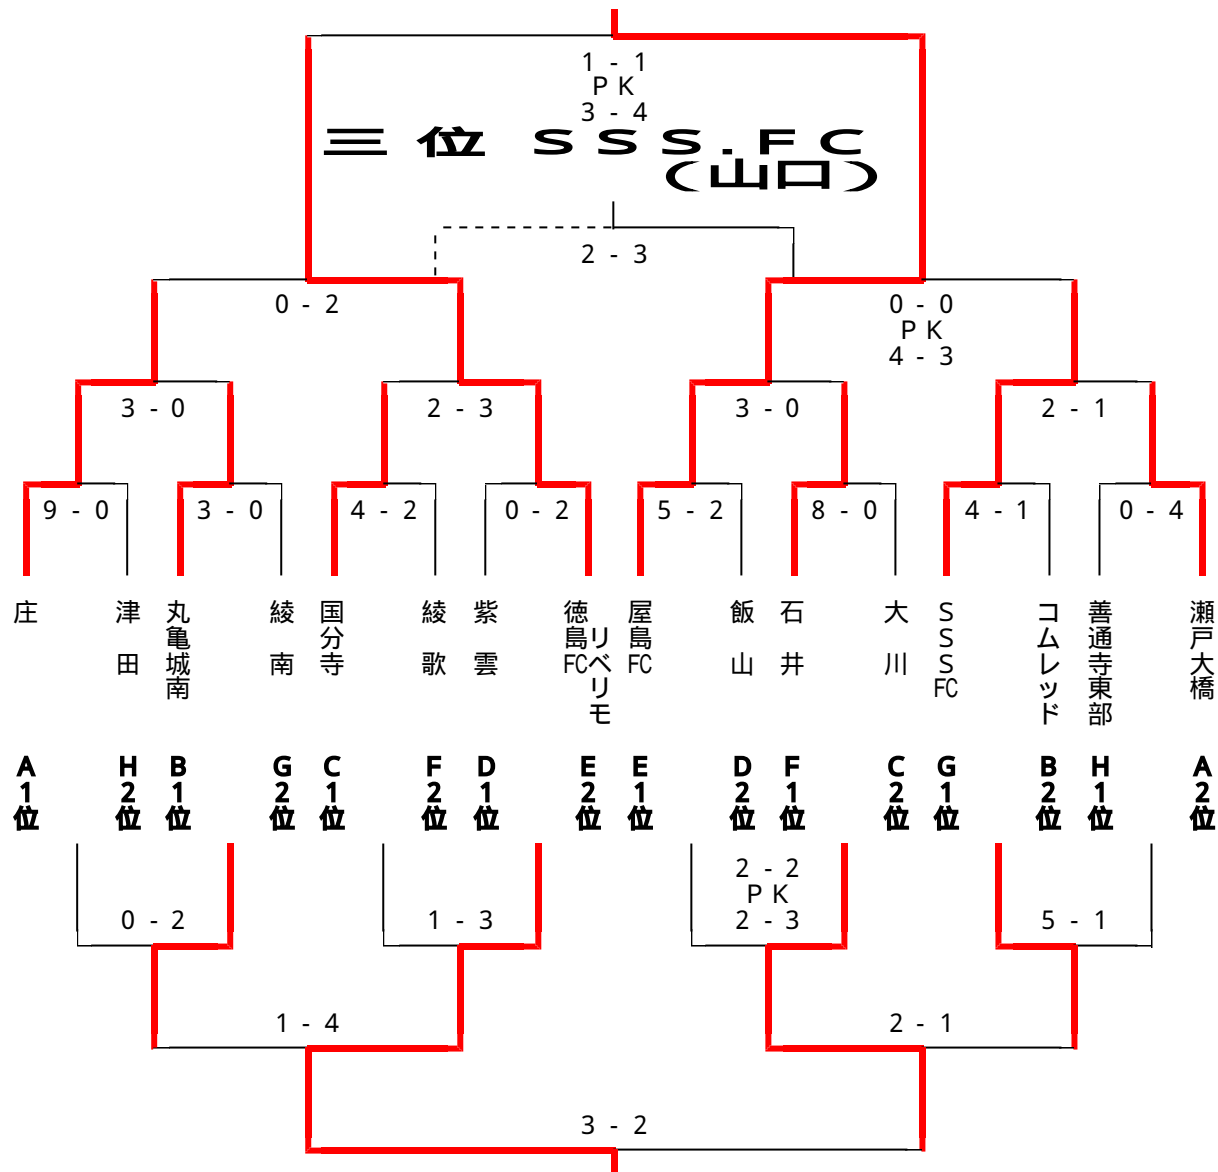 1 - 1
PK
3 - 4
三位 SSS.FC
(山口)
2 - 3
0 - 2
0 - 0
PK
4 - 3
3 - 0
2 - 3
3 - 0
2 - 1
9 - 0
3 - 0
4 - 2
0 - 2
5 - 2
8 - 0
4 - 1
0 - 4
庄
津田
丸亀城南
綾南
国分寺
綾歌
紫雲
徳島FC
リベリモ
屋島FC
飯山
石井
大川
SSSFC
コムレッド
善通寺東部
瀬戸大橋
A1位
H2位
B1位
G2位
C1位
F2位
D1位
E2位
E1位
D2位
F1位
C2位
G1位
B2位
H1位
A2位
0 - 2
1 - 3
2 - 2
PK
2 - 3
5 - 1
1 - 4
2 - 1
3 - 2